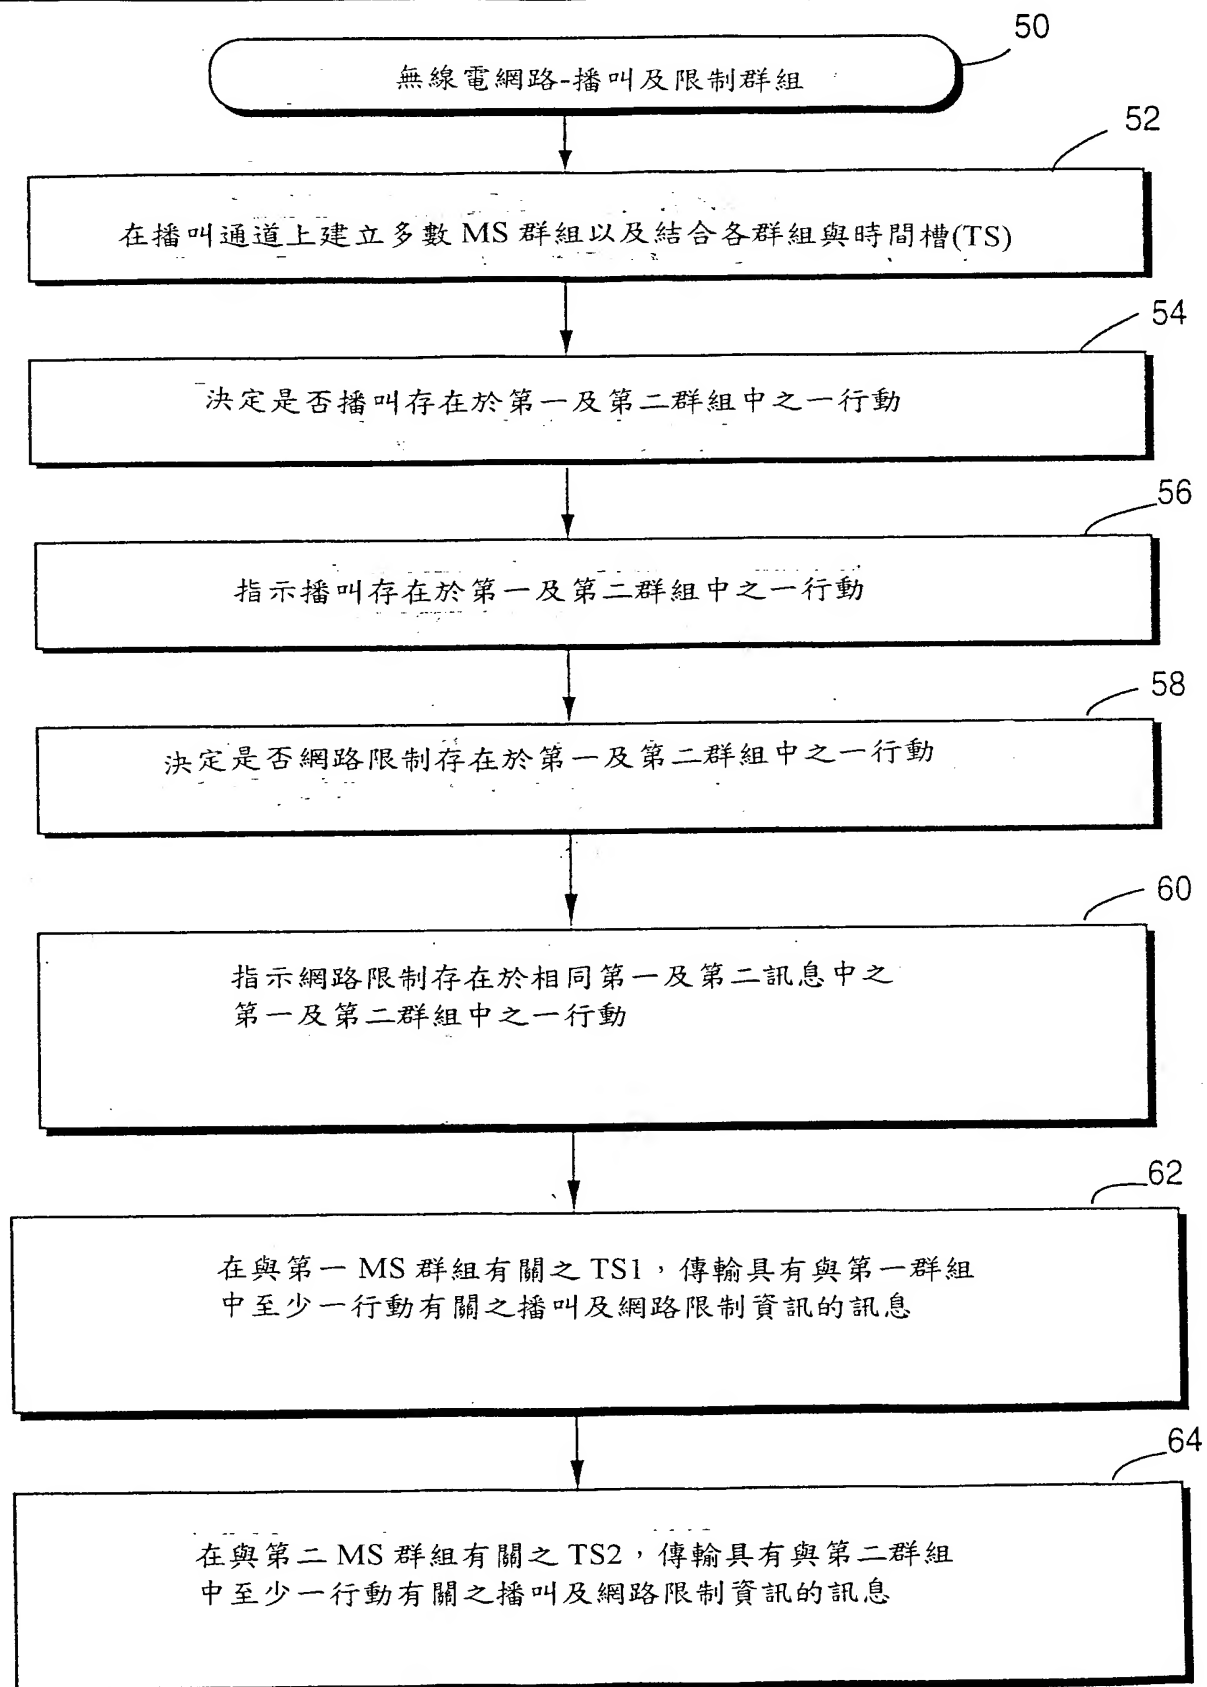 50
無線電網路-播叫及限制群組
52
在播叫通道上建立多數 MS 群組以及結合各群組與時間槽(TS)
54
決定是否播叫存在於第一及第二群組中之一行動
56
指示播叫存在於第一及第二群組中之一行動
58
決定是否網路限制存在於第一及第二群組中之一行動
60
指示網路限制存在於相同第一及第二訊息中之
第一及第二群組中之一行動
62
在與第一 MS 群組有關之 TS1，傳輸具有與第一群組
中至少一行動有關之播叫及網路限制資訊的訊息
64
在與第二 MS 群組有關之 TS2，傳輸具有與第二群組
中至少一行動有關之播叫及網路限制資訊的訊息